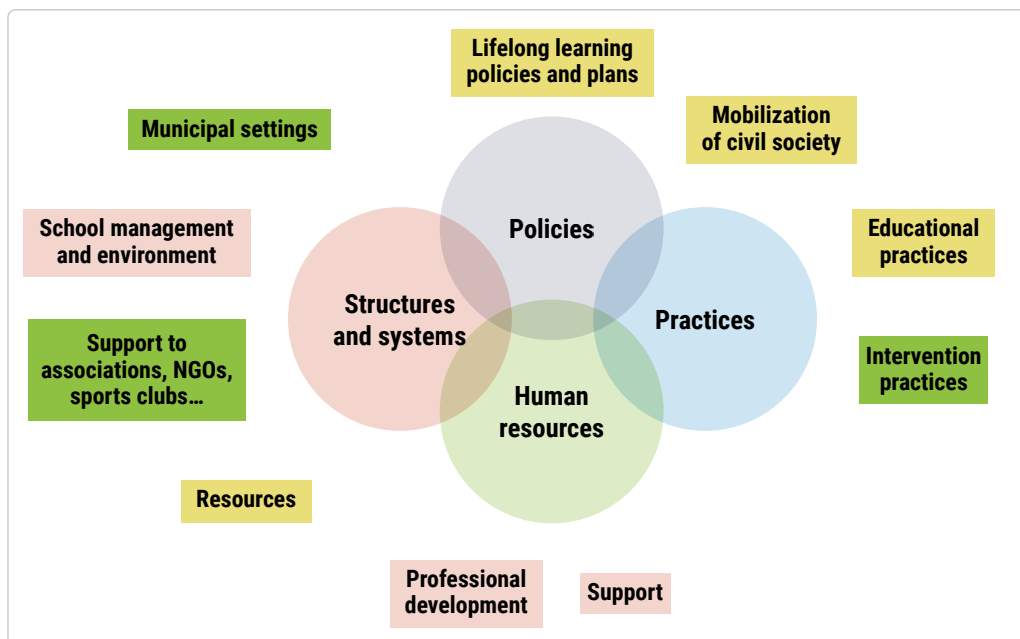 Lifelong learning
policies and plans
Municipal settings
Mobilization
of civil society
School management
and environment
Policies
Educational
practices
Structures
and systems
Practices
Support to
associations, NGOs,
sports clubs…
Intervention
practices
Human
resources
Resources
Professional
development
Support